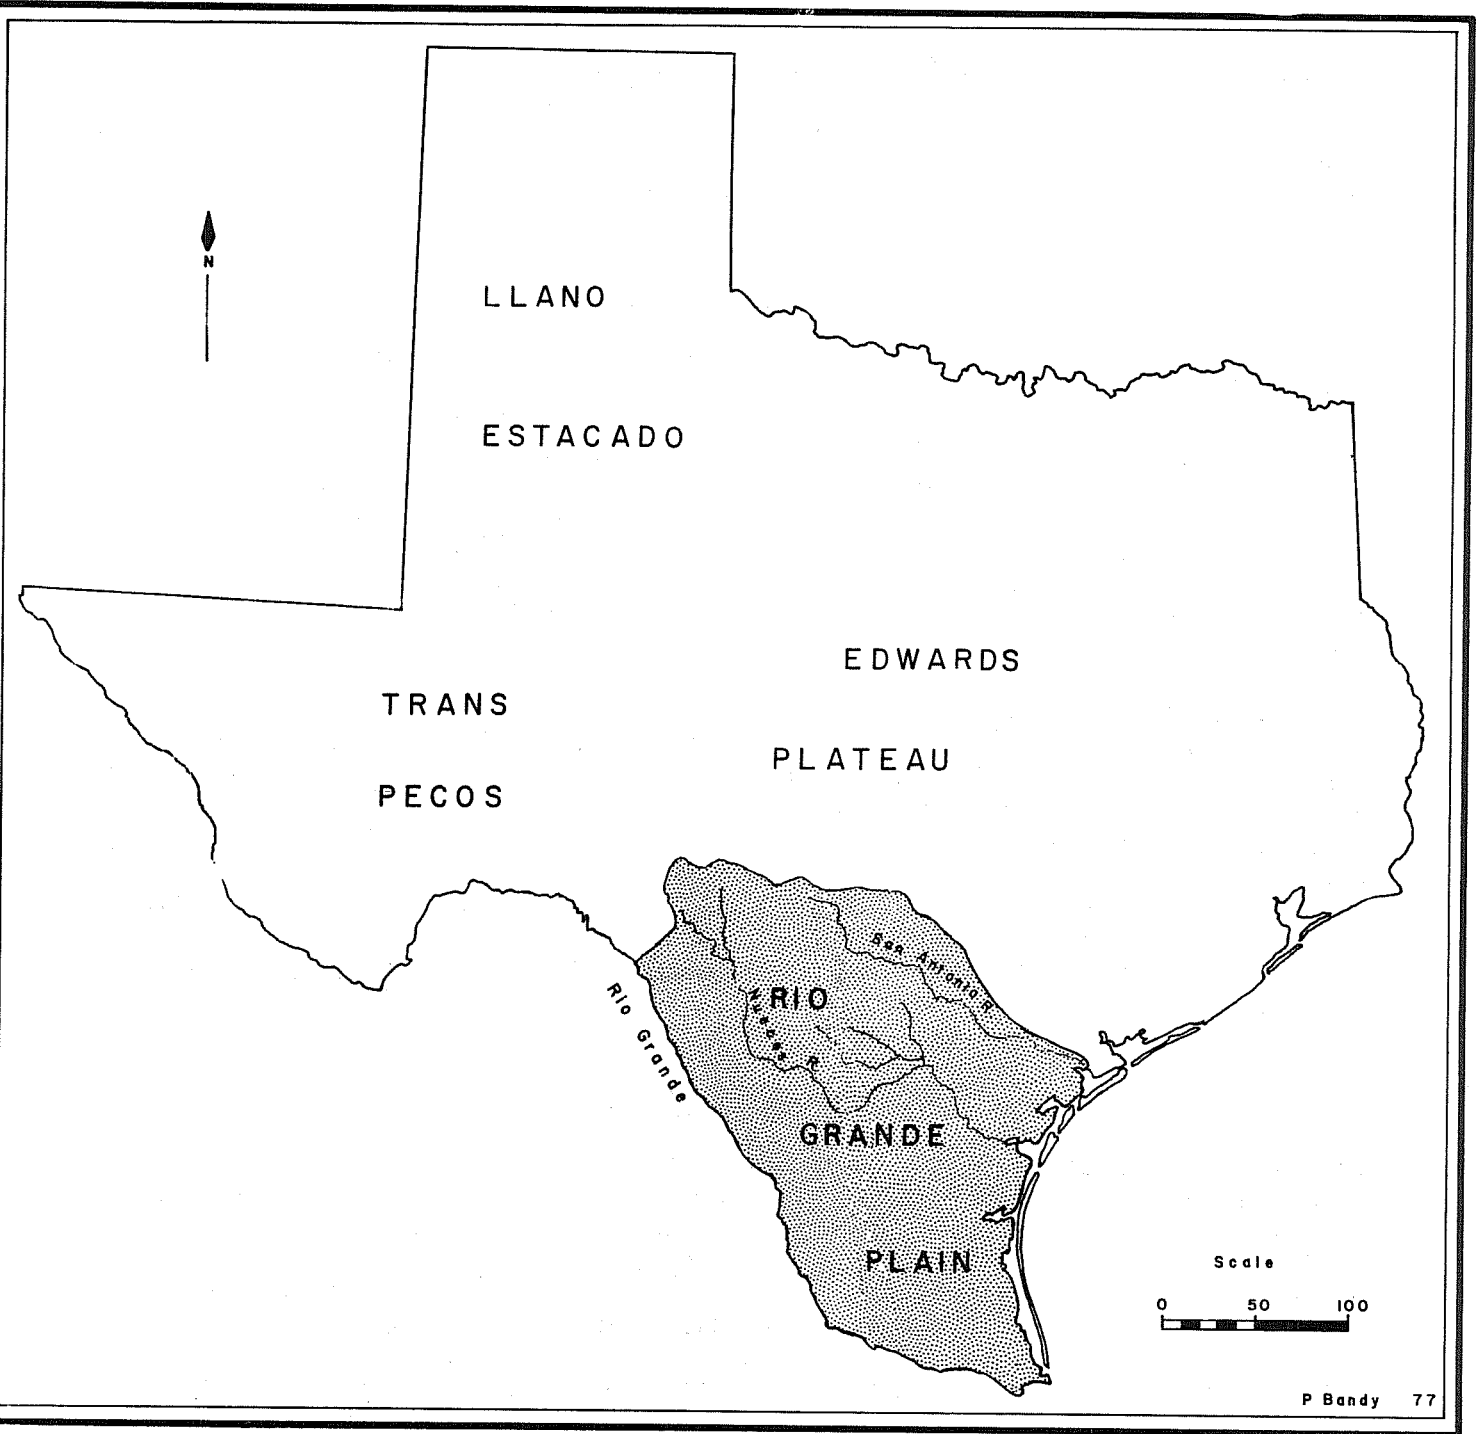 N
LLANO
ESTACADO
EDWARDS
TRANS
PLATEAU
PECOS
San Antonio R
RIO
Nueces R
Rio Grande
GRANDE
PLAIN
Scale
0 50 100
P Bandy 77